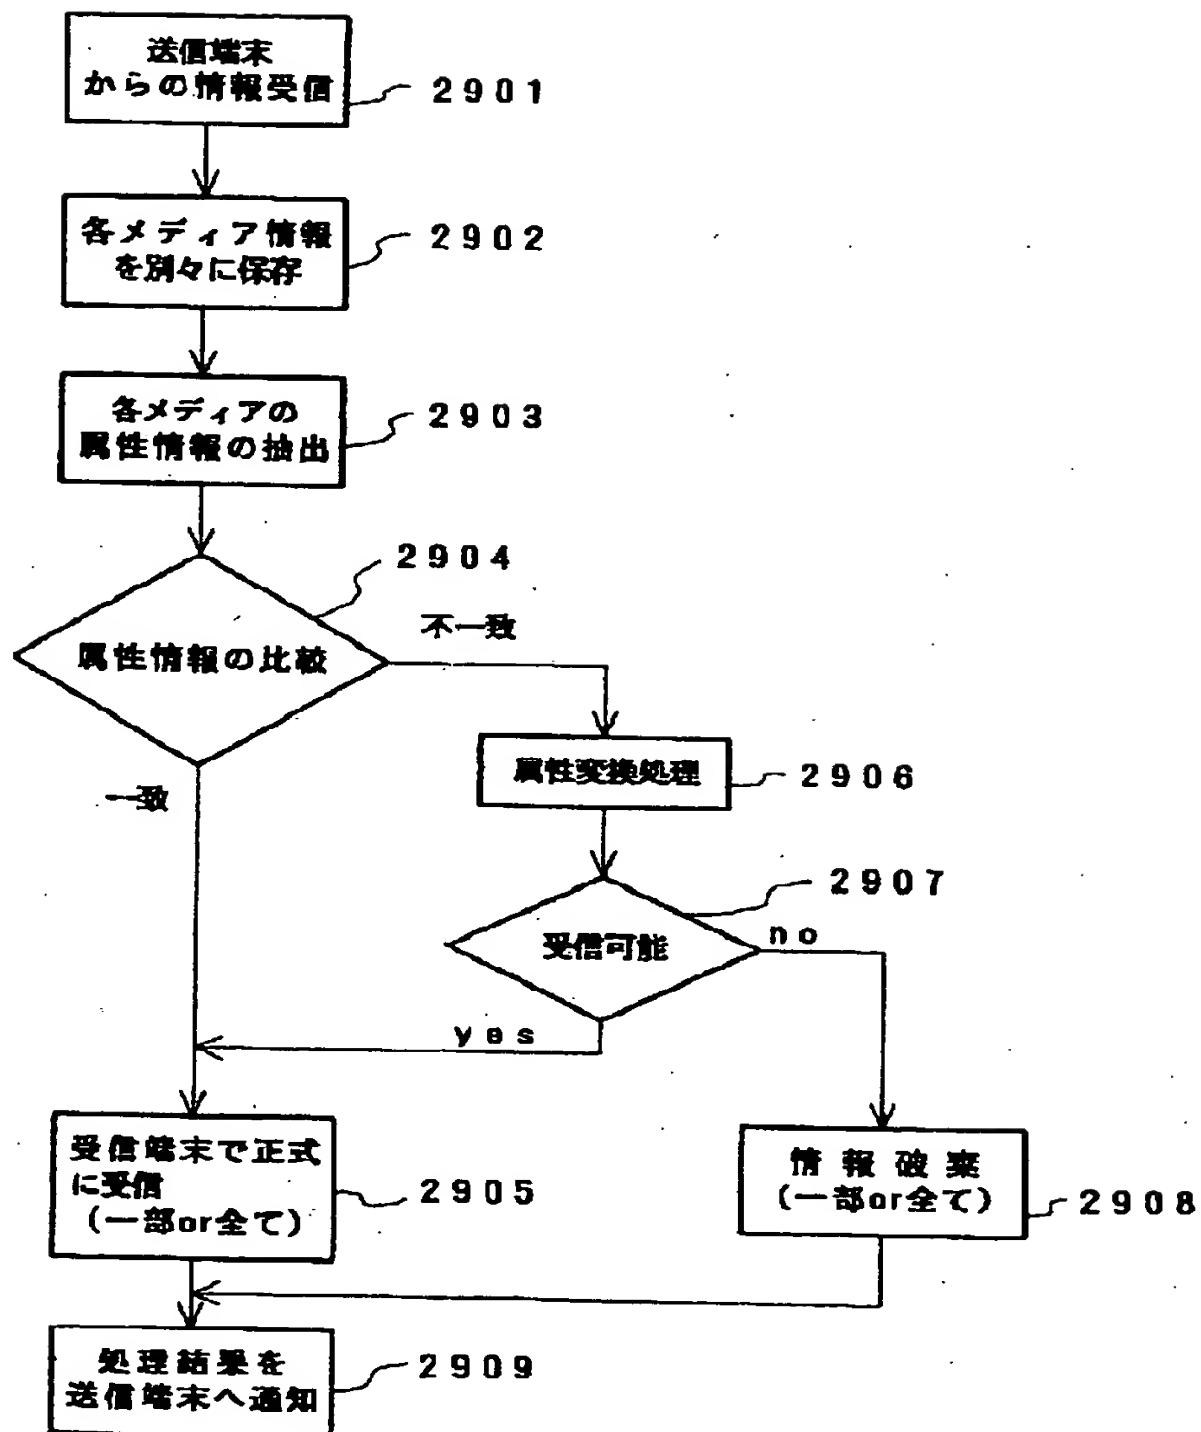 送信端末
からの情報受信
2901
各メディア情報
を別々に保存
2902
各メディアの
属性情報の抽出
2903
2904
不一致
属性情報の比較
一致
属性変換処理
2906
2907
受信可能
no
yes
受信端末で正式
に受信
(一部or全て)
2905
情報破棄
(一部or全て)
2908
処理結果を
送信端末へ通知
2909